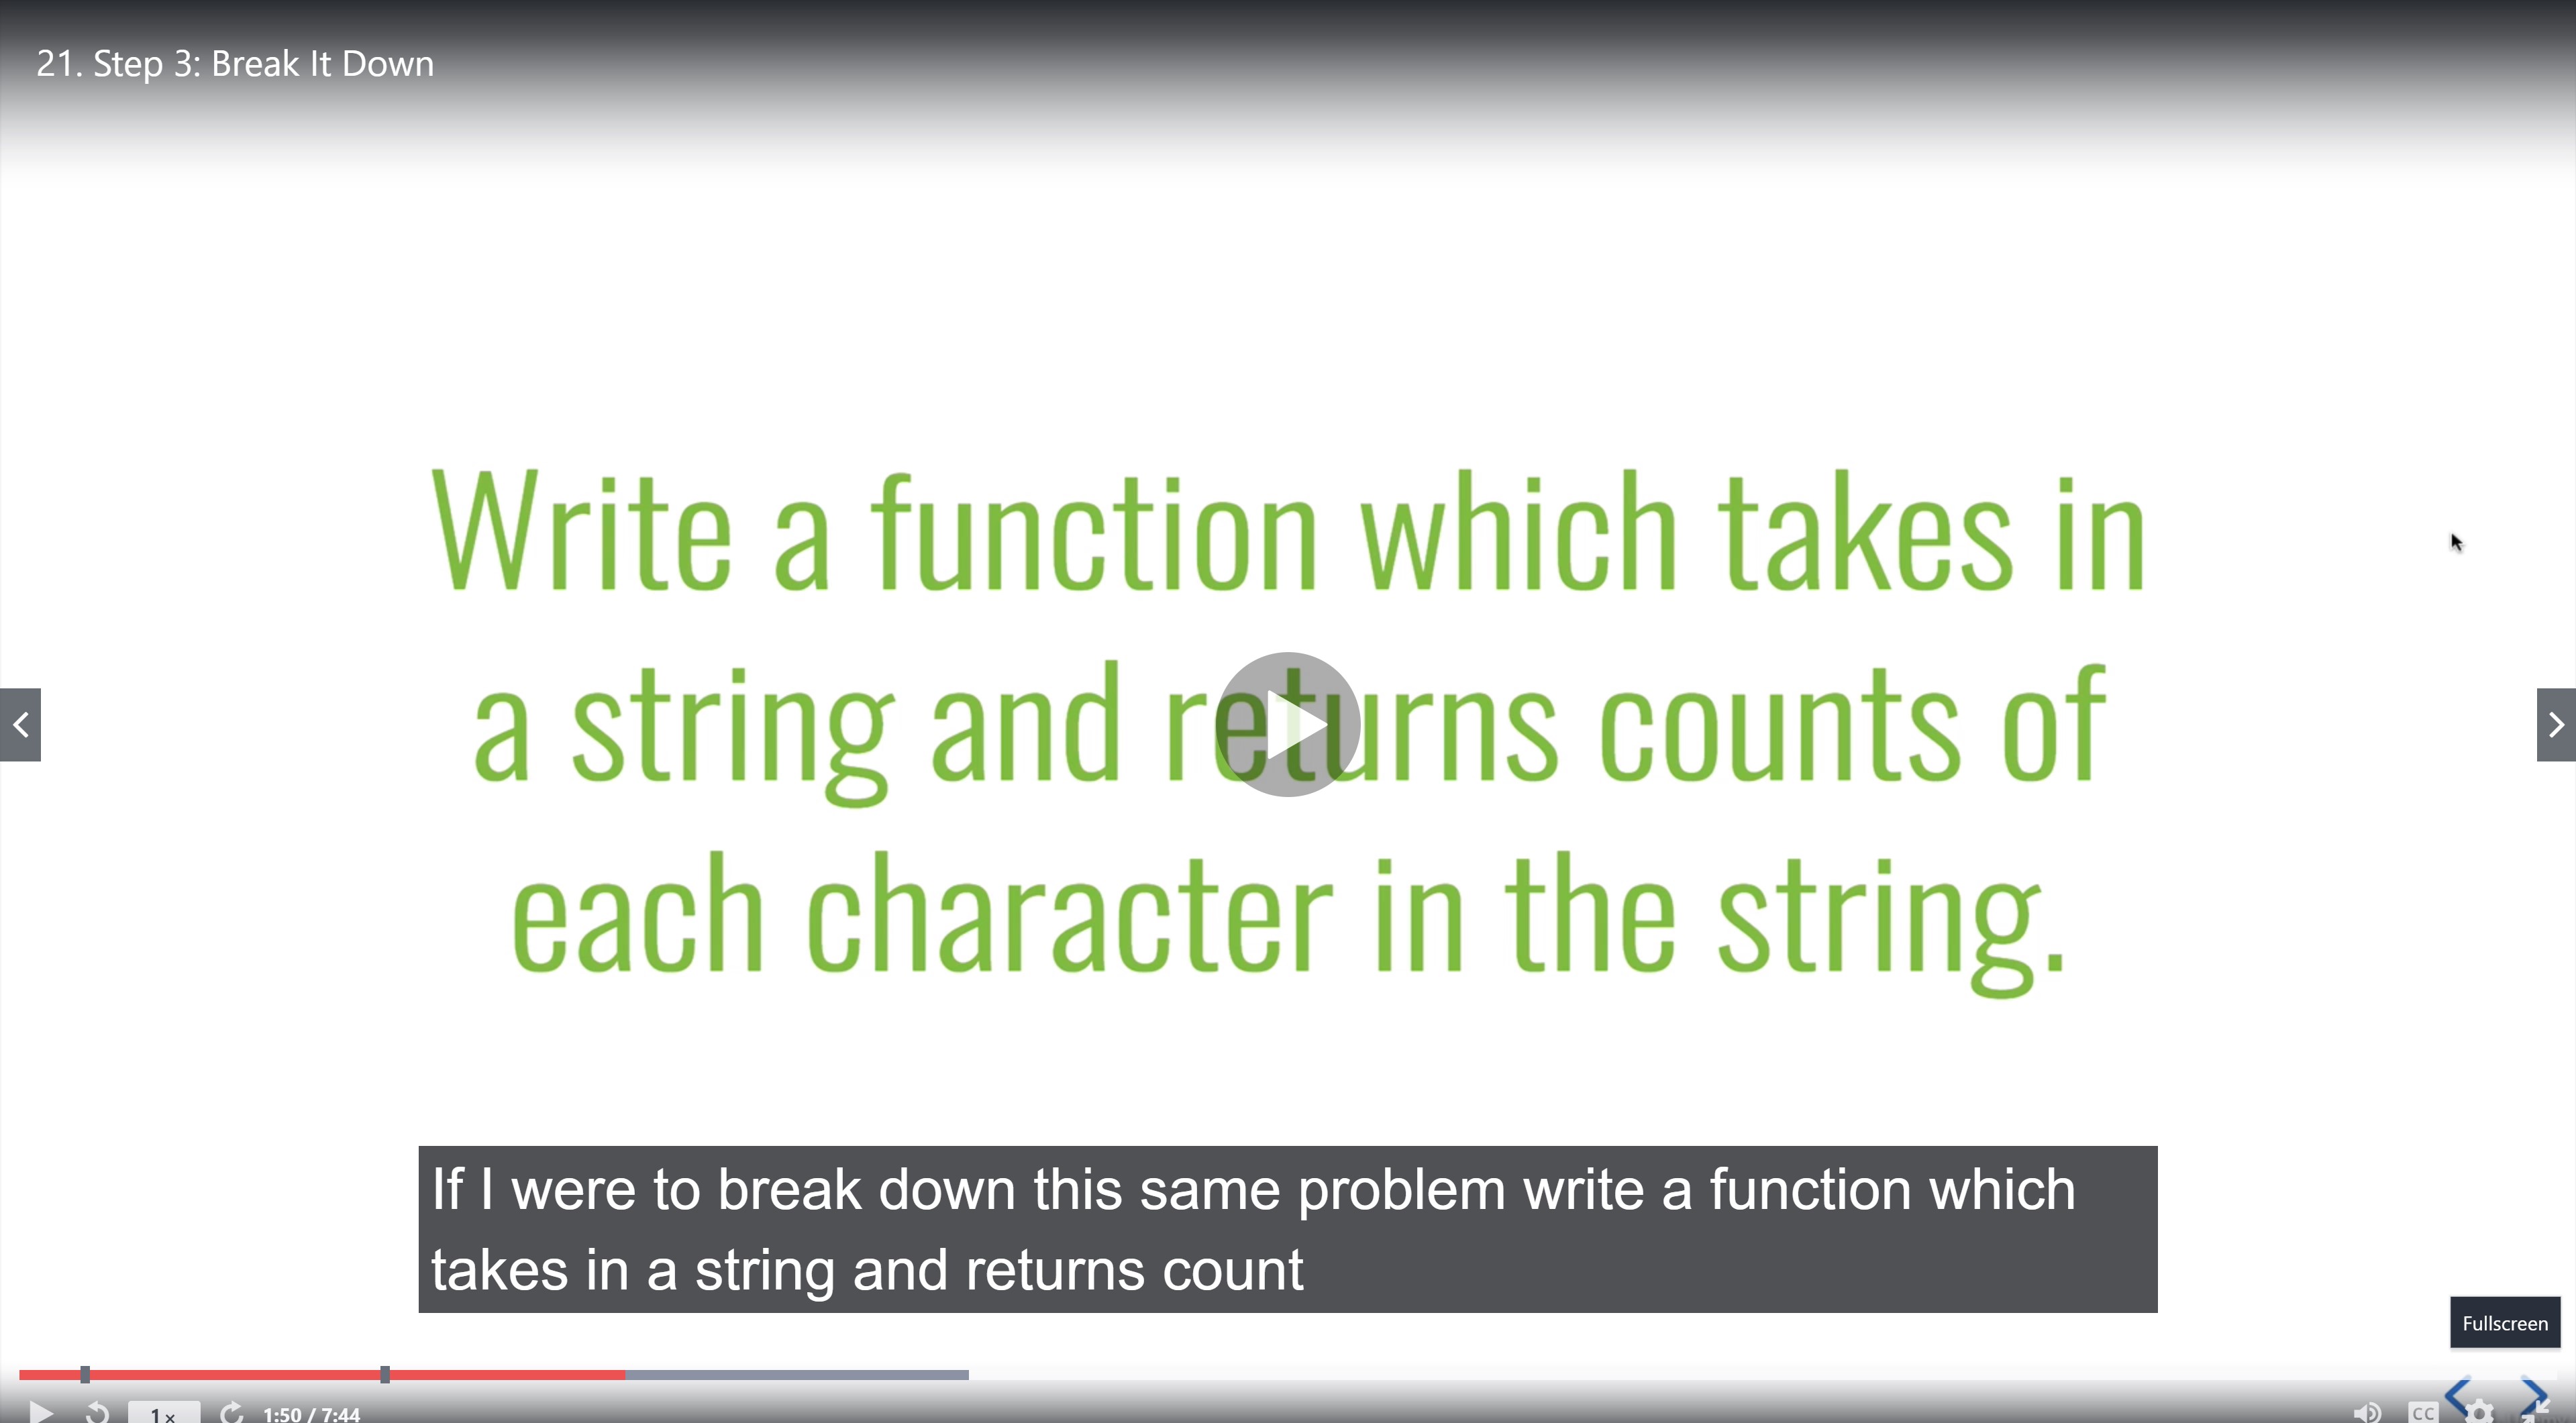 21. Step 3: Break It Down
Write a function which takes in
a string and returns counts of
each character in the string.
If I were to break down this same problem write a function which
takes in a string and returns count
Fullscreen
1×
1:50 / 7:44
CC